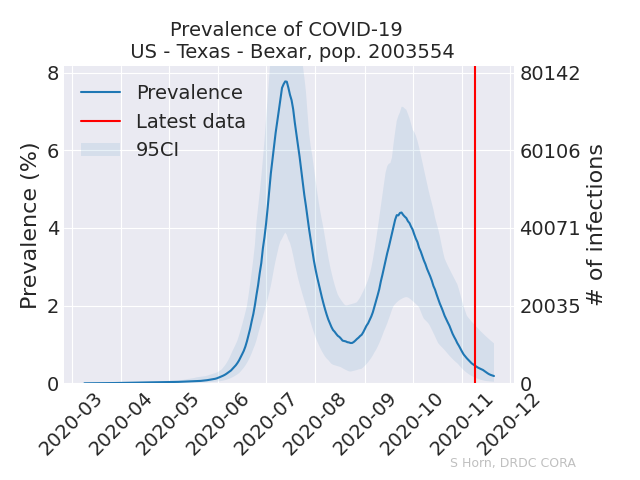 Prevalence of COVID-19
US - Texas - Bexar, pop. 2003554
Prevalence (%)
8
6
4
2
0
Prevalence
Latest data
95CI
80142
60106
40071
20035
0
# of infections
2020-03
2020-04
2020-05
2020-06
2020-07
2020-08
2020-09
2020-10
2020-11
2020-12
S Horn, DRDC CORA